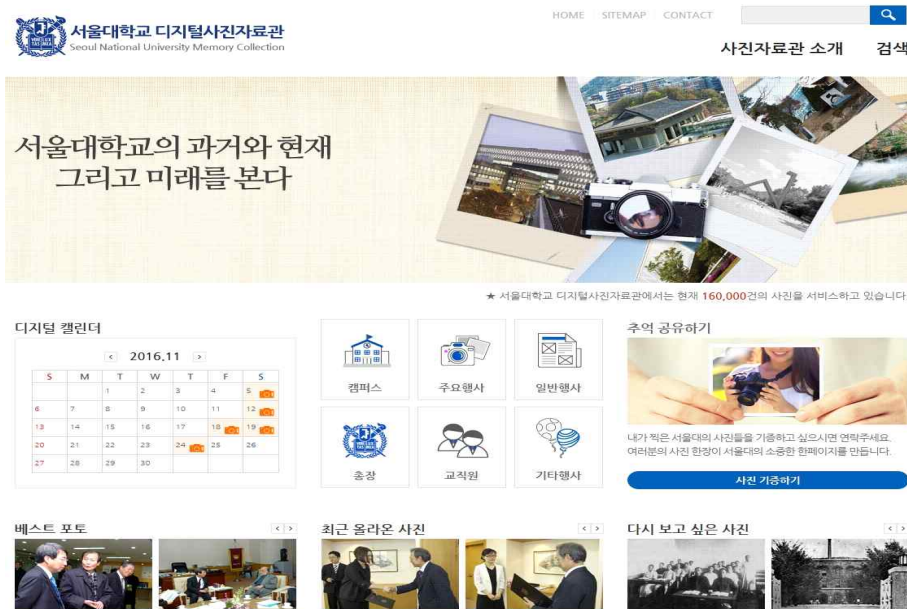 HOME SITEMAP CONTACT
서울대학교 디지털사진자료관
Seoul National University Memory Collection
사진자료관 소개 검색
서울대학교의 과거와 현재
그리고 미래를 본다
★ 서울대학교 디지털사진자료관에서는 현재 160,000건의 사진을 서비스하고 있습니다
디지털 캘린더
< 2016.11 >
S M T W T F S
1 2 3 4 5
6 7 8 9 10 11 12
13 14 15 16 17 18 19
20 21 22 23 24 25 26
27 28 29 30
캠퍼스 주요행사 일반행사
총장 교직원 기타행사
추억 공유하기
내가 찍은 서울대의 사진들을 기증하고 싶으시면 연락주세요.
여러분의 사진 한장이 서울대의 소중한 한페이지를 만듭니다.
사진 기증하기
베스트 포토 < >
최근 올라온 사진 < >
다시 보고 싶은 사진 < >